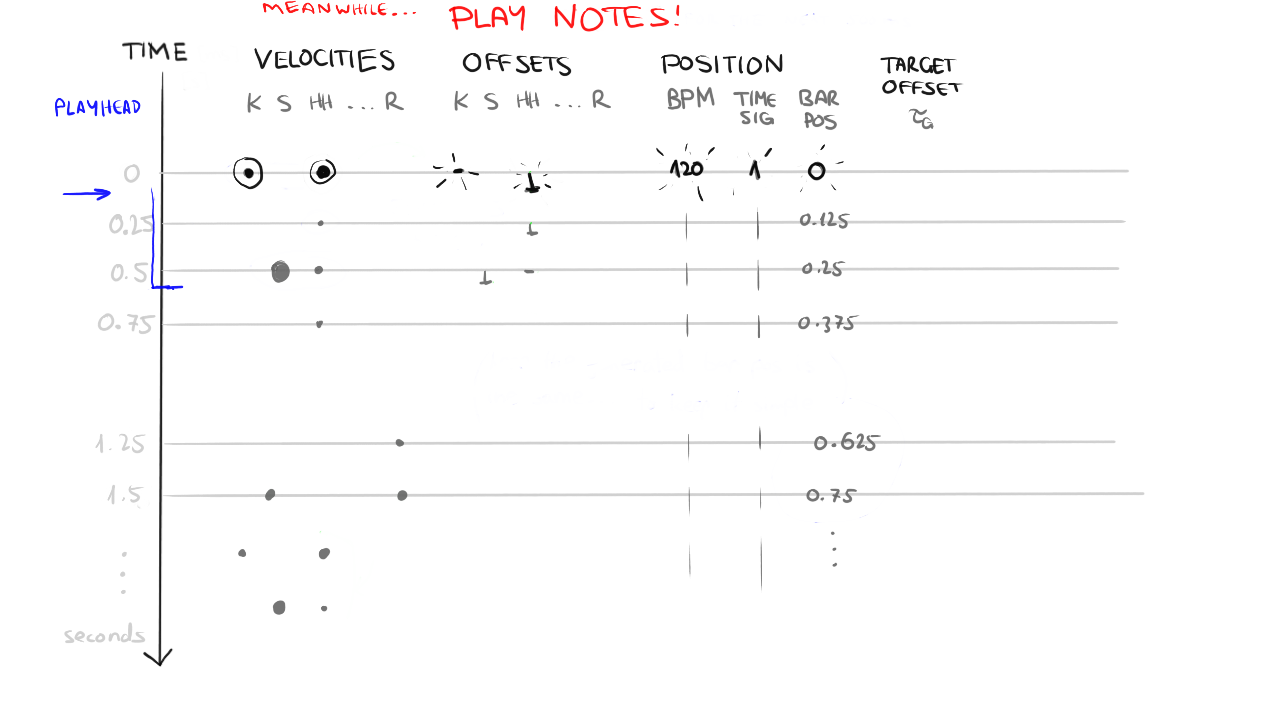 MEANWHILE... PLAY NOTES!
TIME VELOCITIES OFFSETS POSITION TARGET OFFSET
PLAYHEAD K S HH ... R K S HH ... R BPM TIME SIG BAR POS τG
0 120 1 0
0.25 0.125
0.5 0.25
0.75 0.375
1.25 0.625
1.5 0.75
seconds